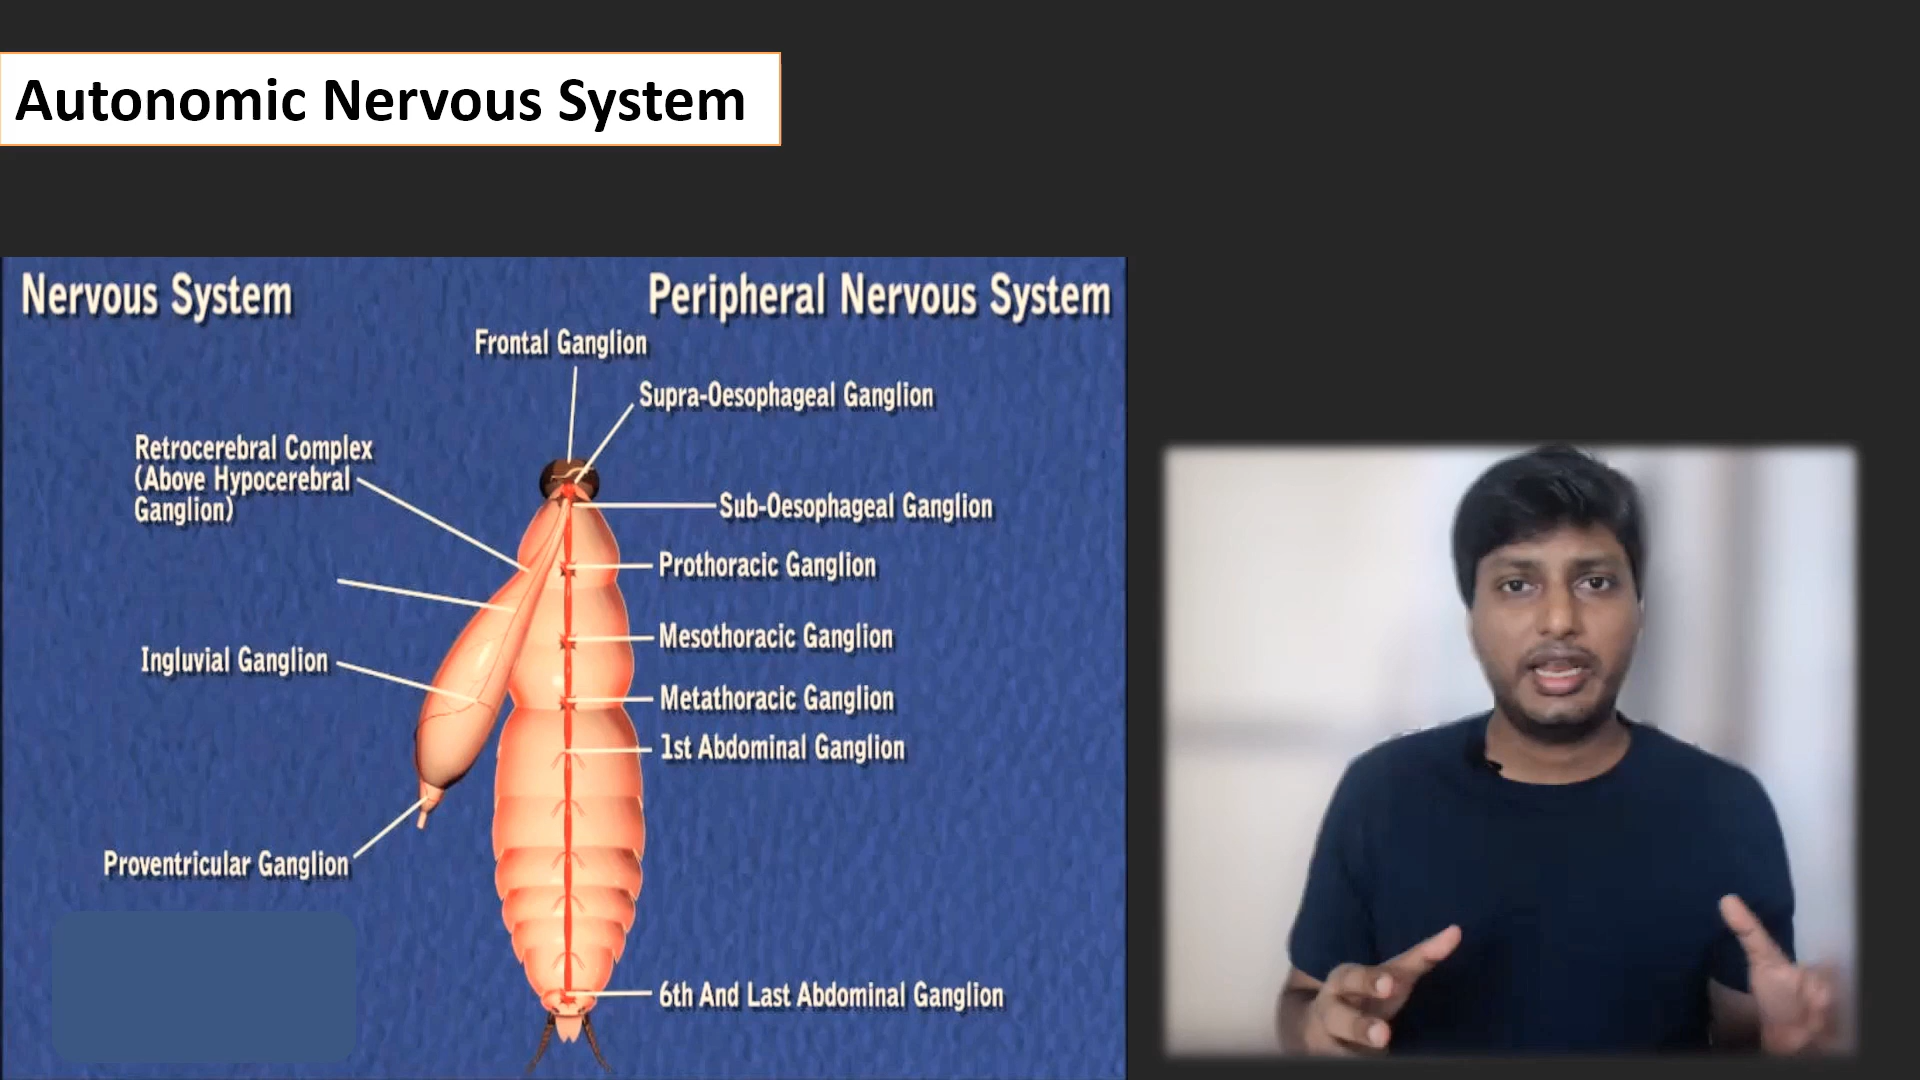 Autonomic Nervous System
Nervous System
Peripheral Nervous System
Frontal Ganglion
Supra-Oesophageal Ganglion
Retrocerebral Complex
(Above Hypocerebral
Ganglion)
Sub-Oesophageal Ganglion
Prothoracic Ganglion
Mesothoracic Ganglion
Ingluvial Ganglion
Metathoracic Ganglion
1st Abdominal Ganglion
Proventricular Ganglion
6th And Last Abdominal Ganglion